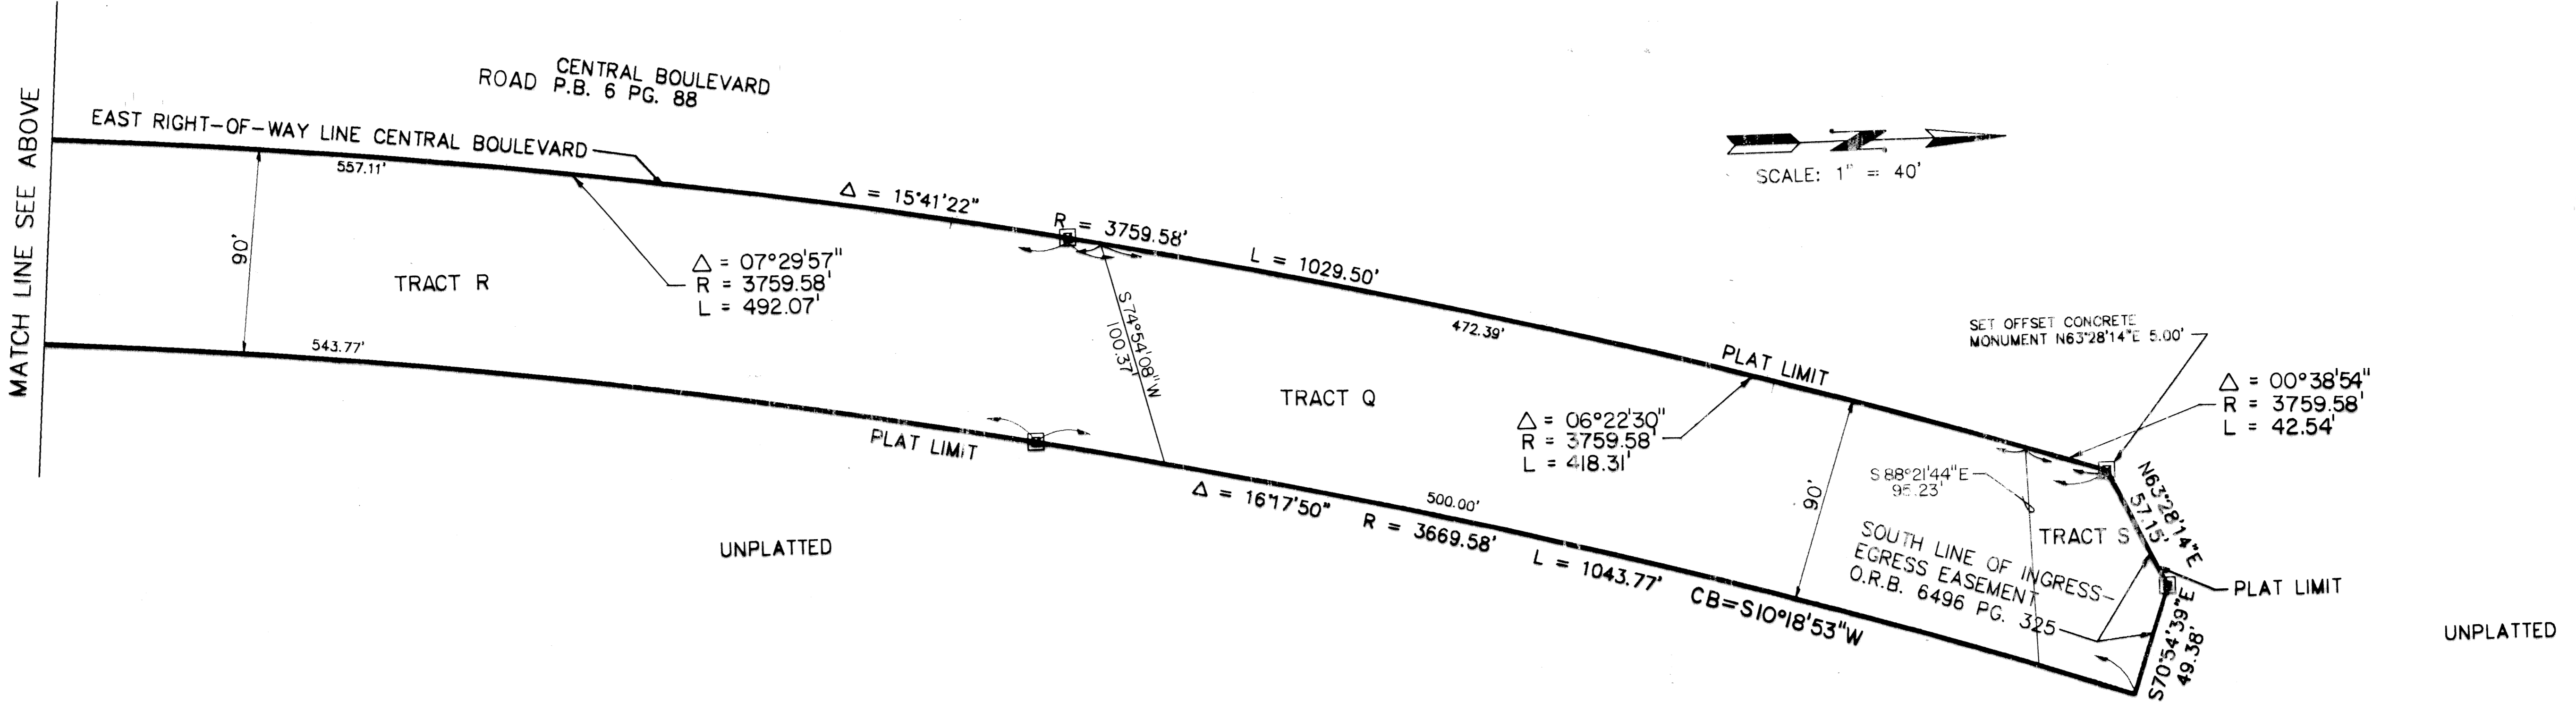 MATCH LINE SEE ABOVE
CENTRAL BOULEVARD
ROAD P.B. 6 PG. 88
EAST RIGHT-OF-WAY LINE CENTRAL BOULEVARD
557.11'
90'
TRACT R
543.77'
Δ = 07°29'57"
R = 3759.58'
L = 492.07'
Δ = 15°41'22"
R = 3759.58'
L = 1029.50'
S74°54'08"W
100.37'
472.39'
TRACT Q
PLAT LIMIT
UNPLATTED
Δ = 16°17'50"
R = 3669.58'
L = 1043.77'
500.00'
CB=S10°18'53"W
SCALE: 1" = 40'
PLAT LIMIT
Δ = 06°22'30"
R = 3759.58'
L = 418.31'
90'
SET OFFSET CONCRETE
MONUMENT N63°28'14"E 5.00'
Δ = 00°38'54"
R = 3759.58'
L = 42.54'
S 88°21'44"E
95.23'
TRACT S
SOUTH LINE OF INGRESS-
EGRESS EASEMENT
O.R.B. 6496 PG. 325
N63°28'14"E
57.15'
PLAT LIMIT
S70°54'39"E
49.38'
UNPLATTED